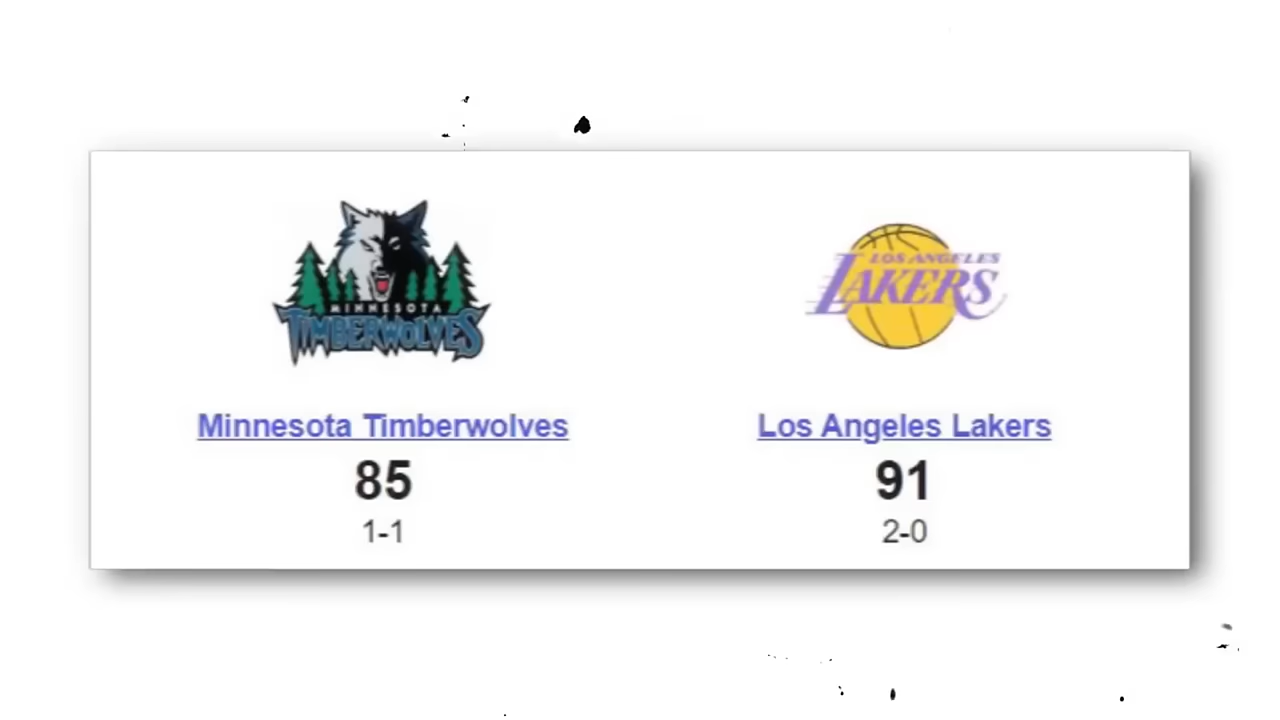 MINNESOTA
TIMBERWOLVES
LOS ANGELES
LAKERS
Minnesota Timberwolves
85
1-1
Los Angeles Lakers
91
2-0